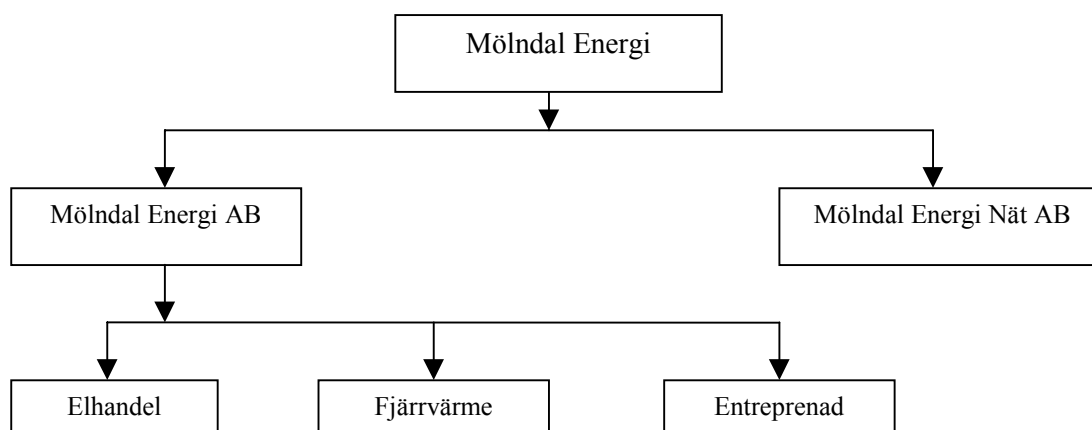 Mölndal Energi
Mölndal Energi AB
Mölndal Energi Nät AB
Elhandel
Fjärrvärme
Entreprenad